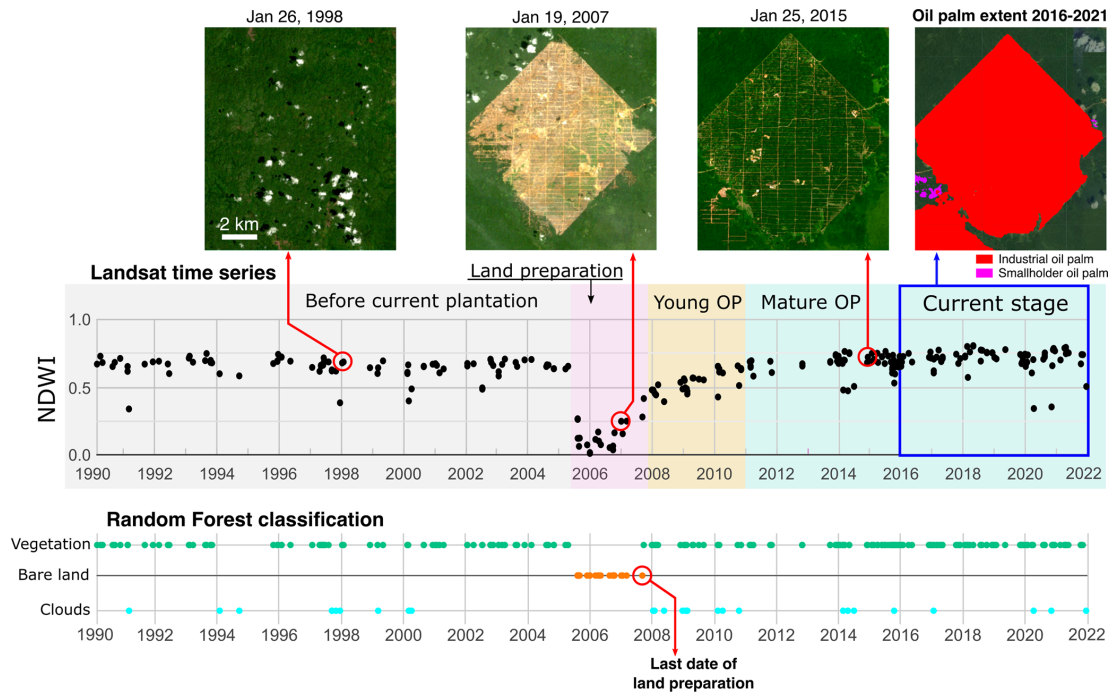 Jan 26, 1998
Jan 19, 2007
Jan 25, 2015
Oil palm extent 2016-2021
2 km
Industrial oil palm
Smallholder oil palm
Landsat time series
Land preparation
Before current plantation
Young OP
Mature OP
Current stage
NDWI
1.0
0.5
0.0
1990 1992 1994 1996 1998 2000 2002 2004 2006 2008 2010 2012 2014 2016 2018 2020 2022
Random Forest classification
Vegetation
Bare land
Clouds
1990 1992 1994 1996 1998 2000 2002 2004 2006 2008 2010 2012 2014 2016 2018 2020 2022
Last date of
land preparation